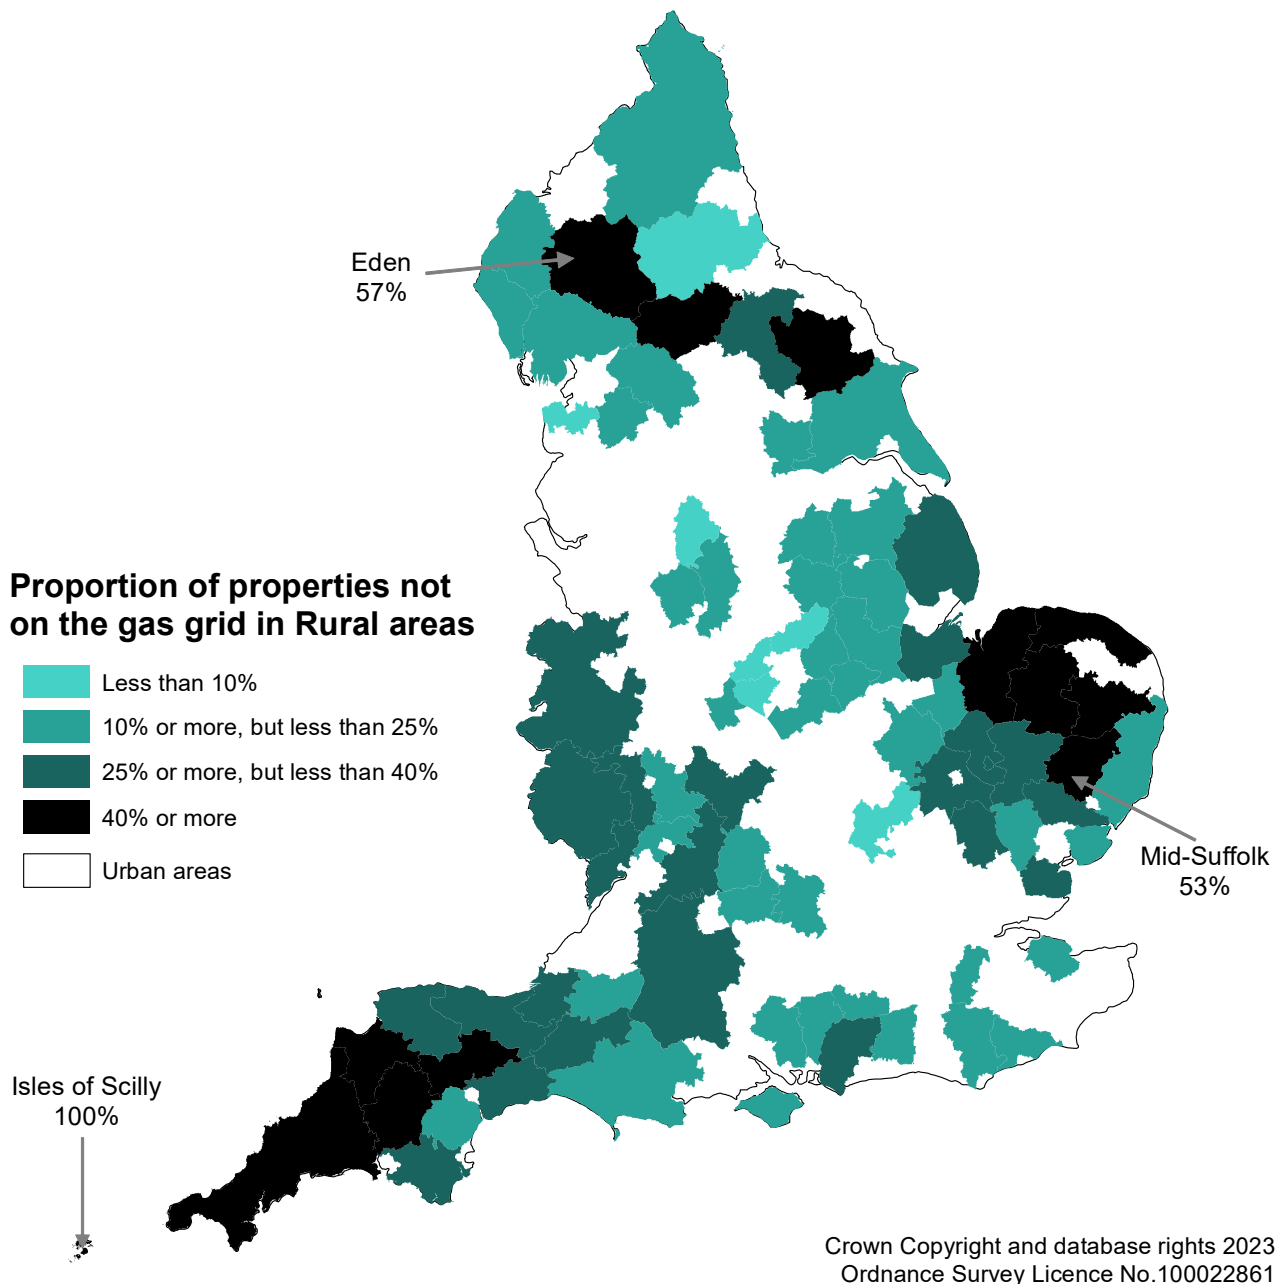 Eden
57%
Proportion of properties not
on the gas grid in Rural areas
Less than 10%
10% or more, but less than 25%
25% or more, but less than 40%
40% or more
Urban areas
Mid-Suffolk
53%
Isles of Scilly
100%
Crown Copyright and database rights 2023
Ordnance Survey Licence No.100022861